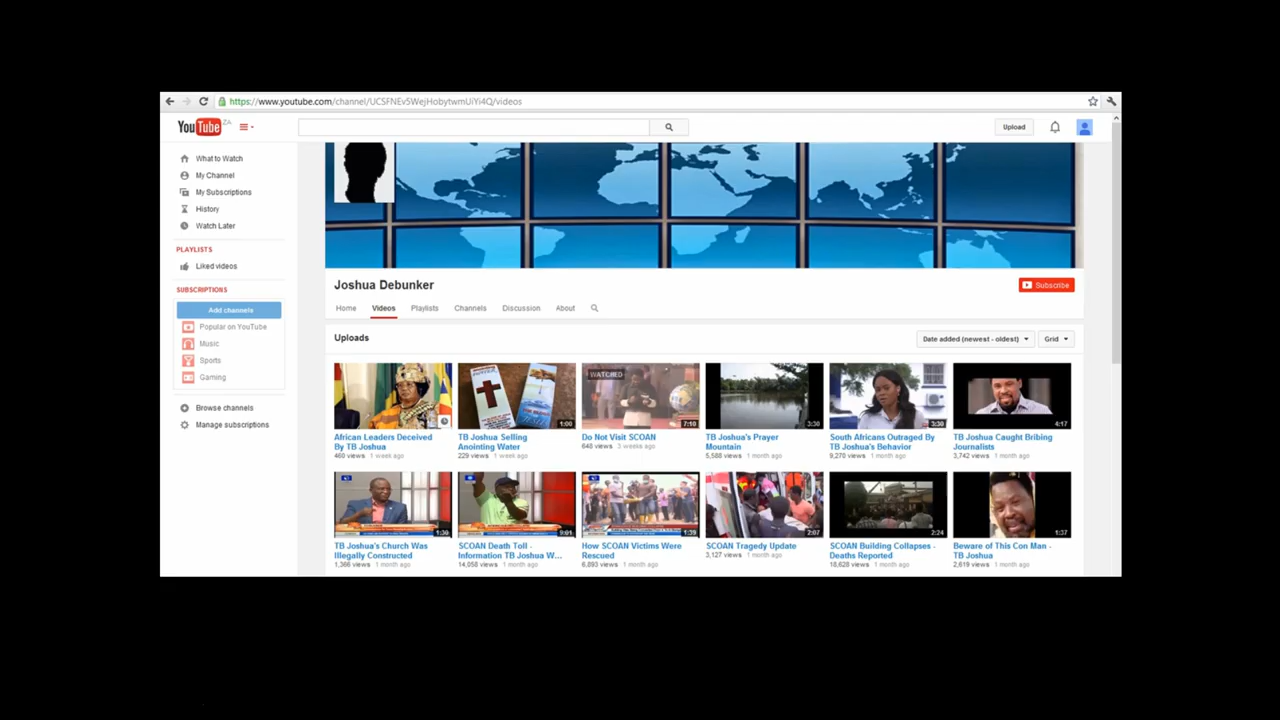 https://www.youtube.com/channel/UCSFNEv5WejHobytwmUiYi4Q/videos
YouTube ZA
Upload
What to Watch
My Channel
My Subscriptions
History
Watch Later
PLAYLISTS
Liked videos
SUBSCRIPTIONS
Add channels
Popular on YouTube
Music
Sports
Gaming
Browse channels
Manage subscriptions
Joshua Debunker
Subscribe
Home Videos Playlists Channels Discussion About
Uploads
Date added (newest - oldest)
Grid
African Leaders Deceived
By TB Joshua
460 views 1 week ago
1:00
TB Joshua Selling
Anointing Water
229 views 1 week ago
WATCHED
7:10
Do Not Visit SCOAN
648 views 3 weeks ago
3:30
TB Joshua's Prayer
Mountain
5,588 views 1 month ago
3:30
South Africans Outraged By
TB Joshua's Behavior
9,270 views 1 month ago
4:17
TB Joshua Caught Bribing
Journalists
3,742 views 1 month ago
1:30
TB Joshua's Church Was
Illegally Constructed
1,366 views 1 month ago
9:01
SCOAN Death Toll -
Information TB Joshua W...
14,058 views 1 month ago
1:39
How SCOAN Victims Were
Rescued
6,893 views 1 month ago
2:07
SCOAN Tragedy Update
3,127 views 1 month ago
2:24
SCOAN Building Collapses -
Deaths Reported
18,628 views 1 month ago
1:37
Beware of This Con Man -
TB Joshua
2,619 views 1 month ago